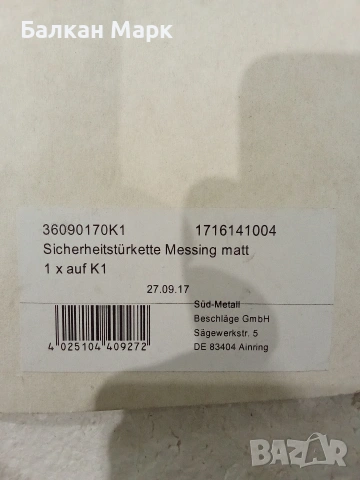 Балкан Марк
36090170K1 1716141004
Sicherheitstürkette Messing matt
1 x auf K1
27.09.17
Süd-Metall
Beschläge GmbH
Sägewerkstr. 5
DE 83404 Ainring
4 025104 409272
BAZAR